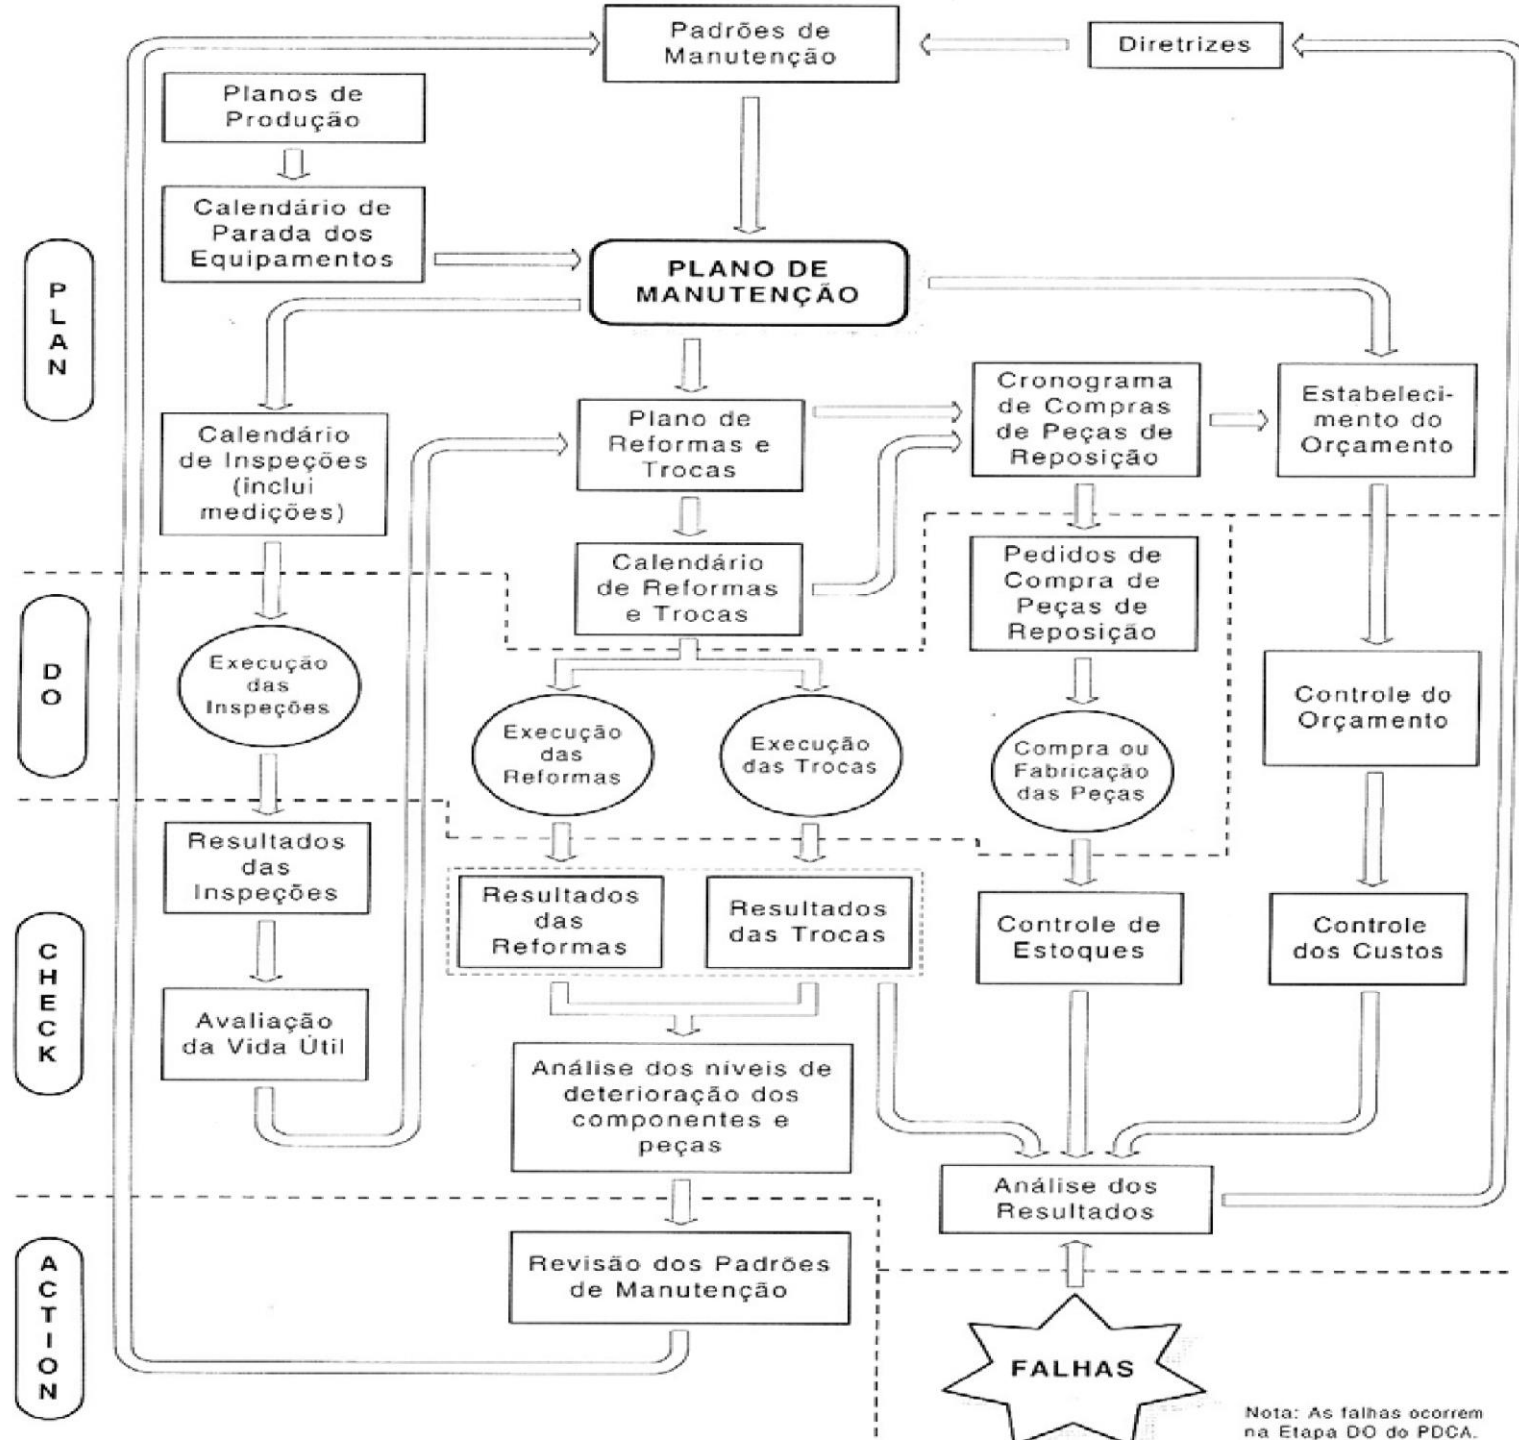 Padrões de
Manutenção
Diretrizes
Planos de
Produção
Calendário de
Parada dos
Equipamentos
PLANO DE
MANUTENÇÃO
PLAN
Calendário
de Inspeções
(inclui
medições)
Plano de
Reformas e
Trocas
Cronograma
de Compras
de Peças de
Reposição
Estabeleci-
mento do
Orçamento
Calendário
de Reformas
e Trocas
Pedidos de
Compra de
Peças de
Reposição
DO
Execução
das
Inspeções
Execução
das
Reformas
Execução
das Trocas
Compra ou
Fabricação
das Peças
Controle do
Orçamento
CHECK
Resultados
das
Inspeções
Resultados
das
Reformas
Resultados
das Trocas
Controle de
Estoques
Controle
dos Custos
Avaliação
da Vida Útil
Análise dos níveis de
deterioração dos
componentes e
peças
Análise dos
Resultados
ACTION
Revisão dos Padrões
de Manutenção
FALHAS
Nota: As falhas ocorrem
na Etapa DO do PDCA.